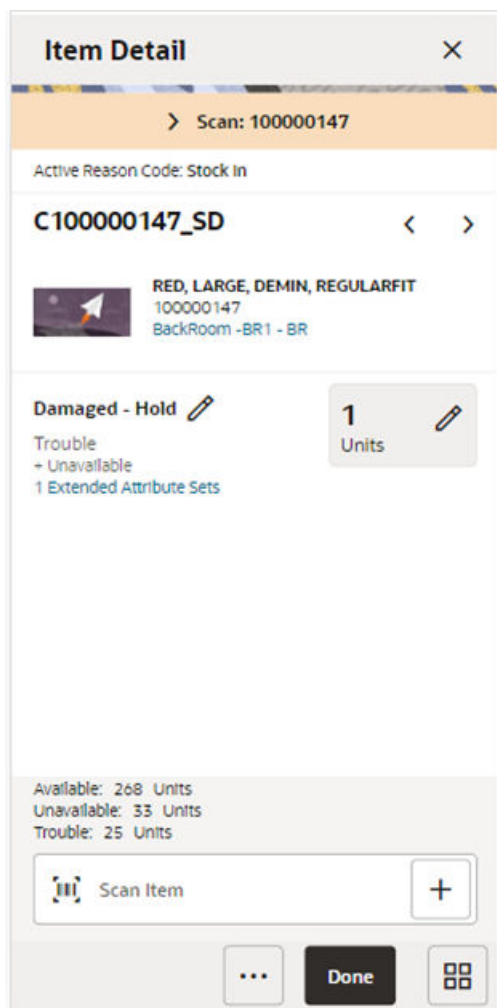 Item Detail
Scan: 100000147
Active Reason Code: Stock In
C100000147_SD
RED, LARGE, DEMIN, REGULARFIT
100000147
BackRoom -BR1 - BR
Damaged - Hold
1
Units
Trouble
+ Unavailable
1 Extended Attribute Sets
Available: 268 Units
Unavailable: 33 Units
Trouble: 25 Units
Scan Item
Done